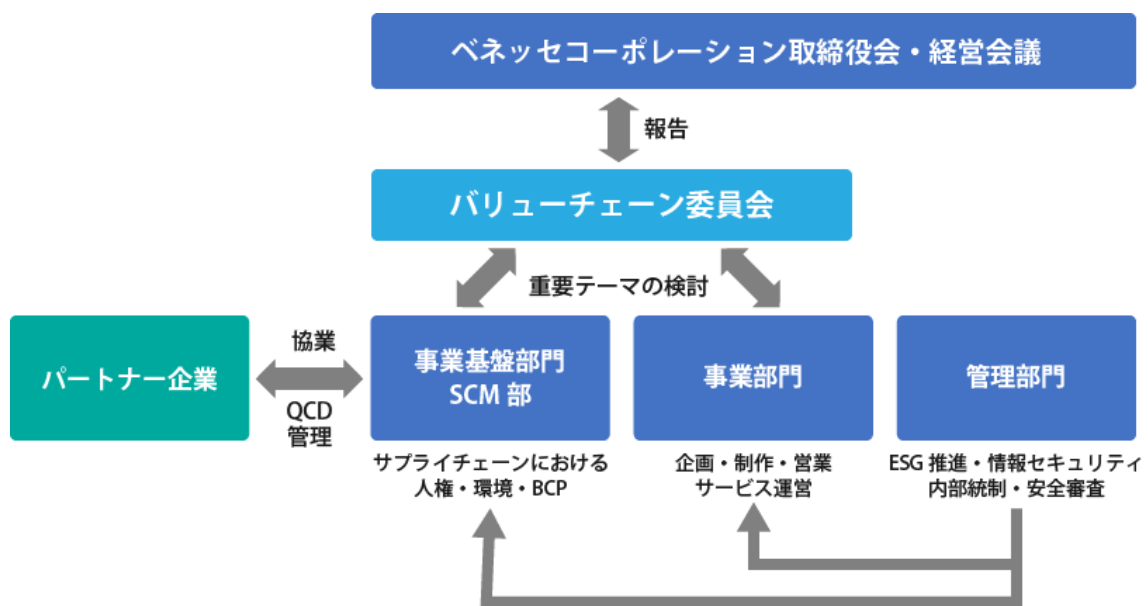 ベネッセコーポレーション取締役会・経営会議
報告
バリューチェーン委員会
重要テーマの検討
パートナー企業
協業
QCD
管理
事業基盤部門
SCM 部
事業部門
管理部門
サプライチェーンにおける
人権・環境・BCP
企画・制作・営業
サービス運営
ESG 推進・情報セキュリティ
内部統制・安全審査